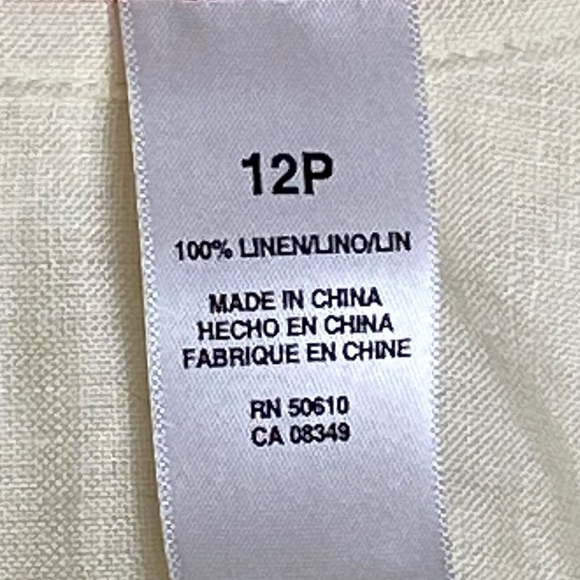 12P
100% LINEN/LINO/LIN
MADE IN CHINA
HECHO EN CHINA
FABRIQUE EN CHINE
RN 50610
CA 08349